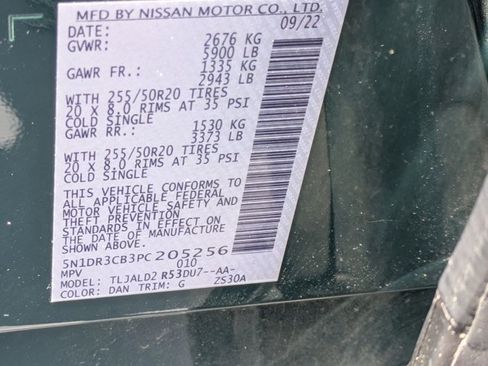 MFD BY NISSAN MOTOR CO., LTD.
DATE: 09/22
GVWR: 2676 KG
5900 LB
GAWR FR.: 1335 KG
2943 LB
WITH 255/50R20 TIRES
20 X 8.0 RIMS AT 35 PSI
COLD SINGLE
GAWR RR.: 1530 KG
3373 LB
WITH 255/50R20 TIRES
20 X 8.0 RIMS AT 35 PSI
COLD SINGLE
THIS VEHICLE CONFORMS TO
ALL APPLICABLE FEDERAL
MOTOR VEHICLE SAFETY AND
THEFT PREVENTION
STANDARDS IN EFFECT ON
THE DATE OF MANUFACTURE
SHOWN ABOVE.
5N1DR3CB3PC205256
MPV 010
TLJALD2 R53DU7--AA-
COLOR: DAN TRIM: G ZS30A